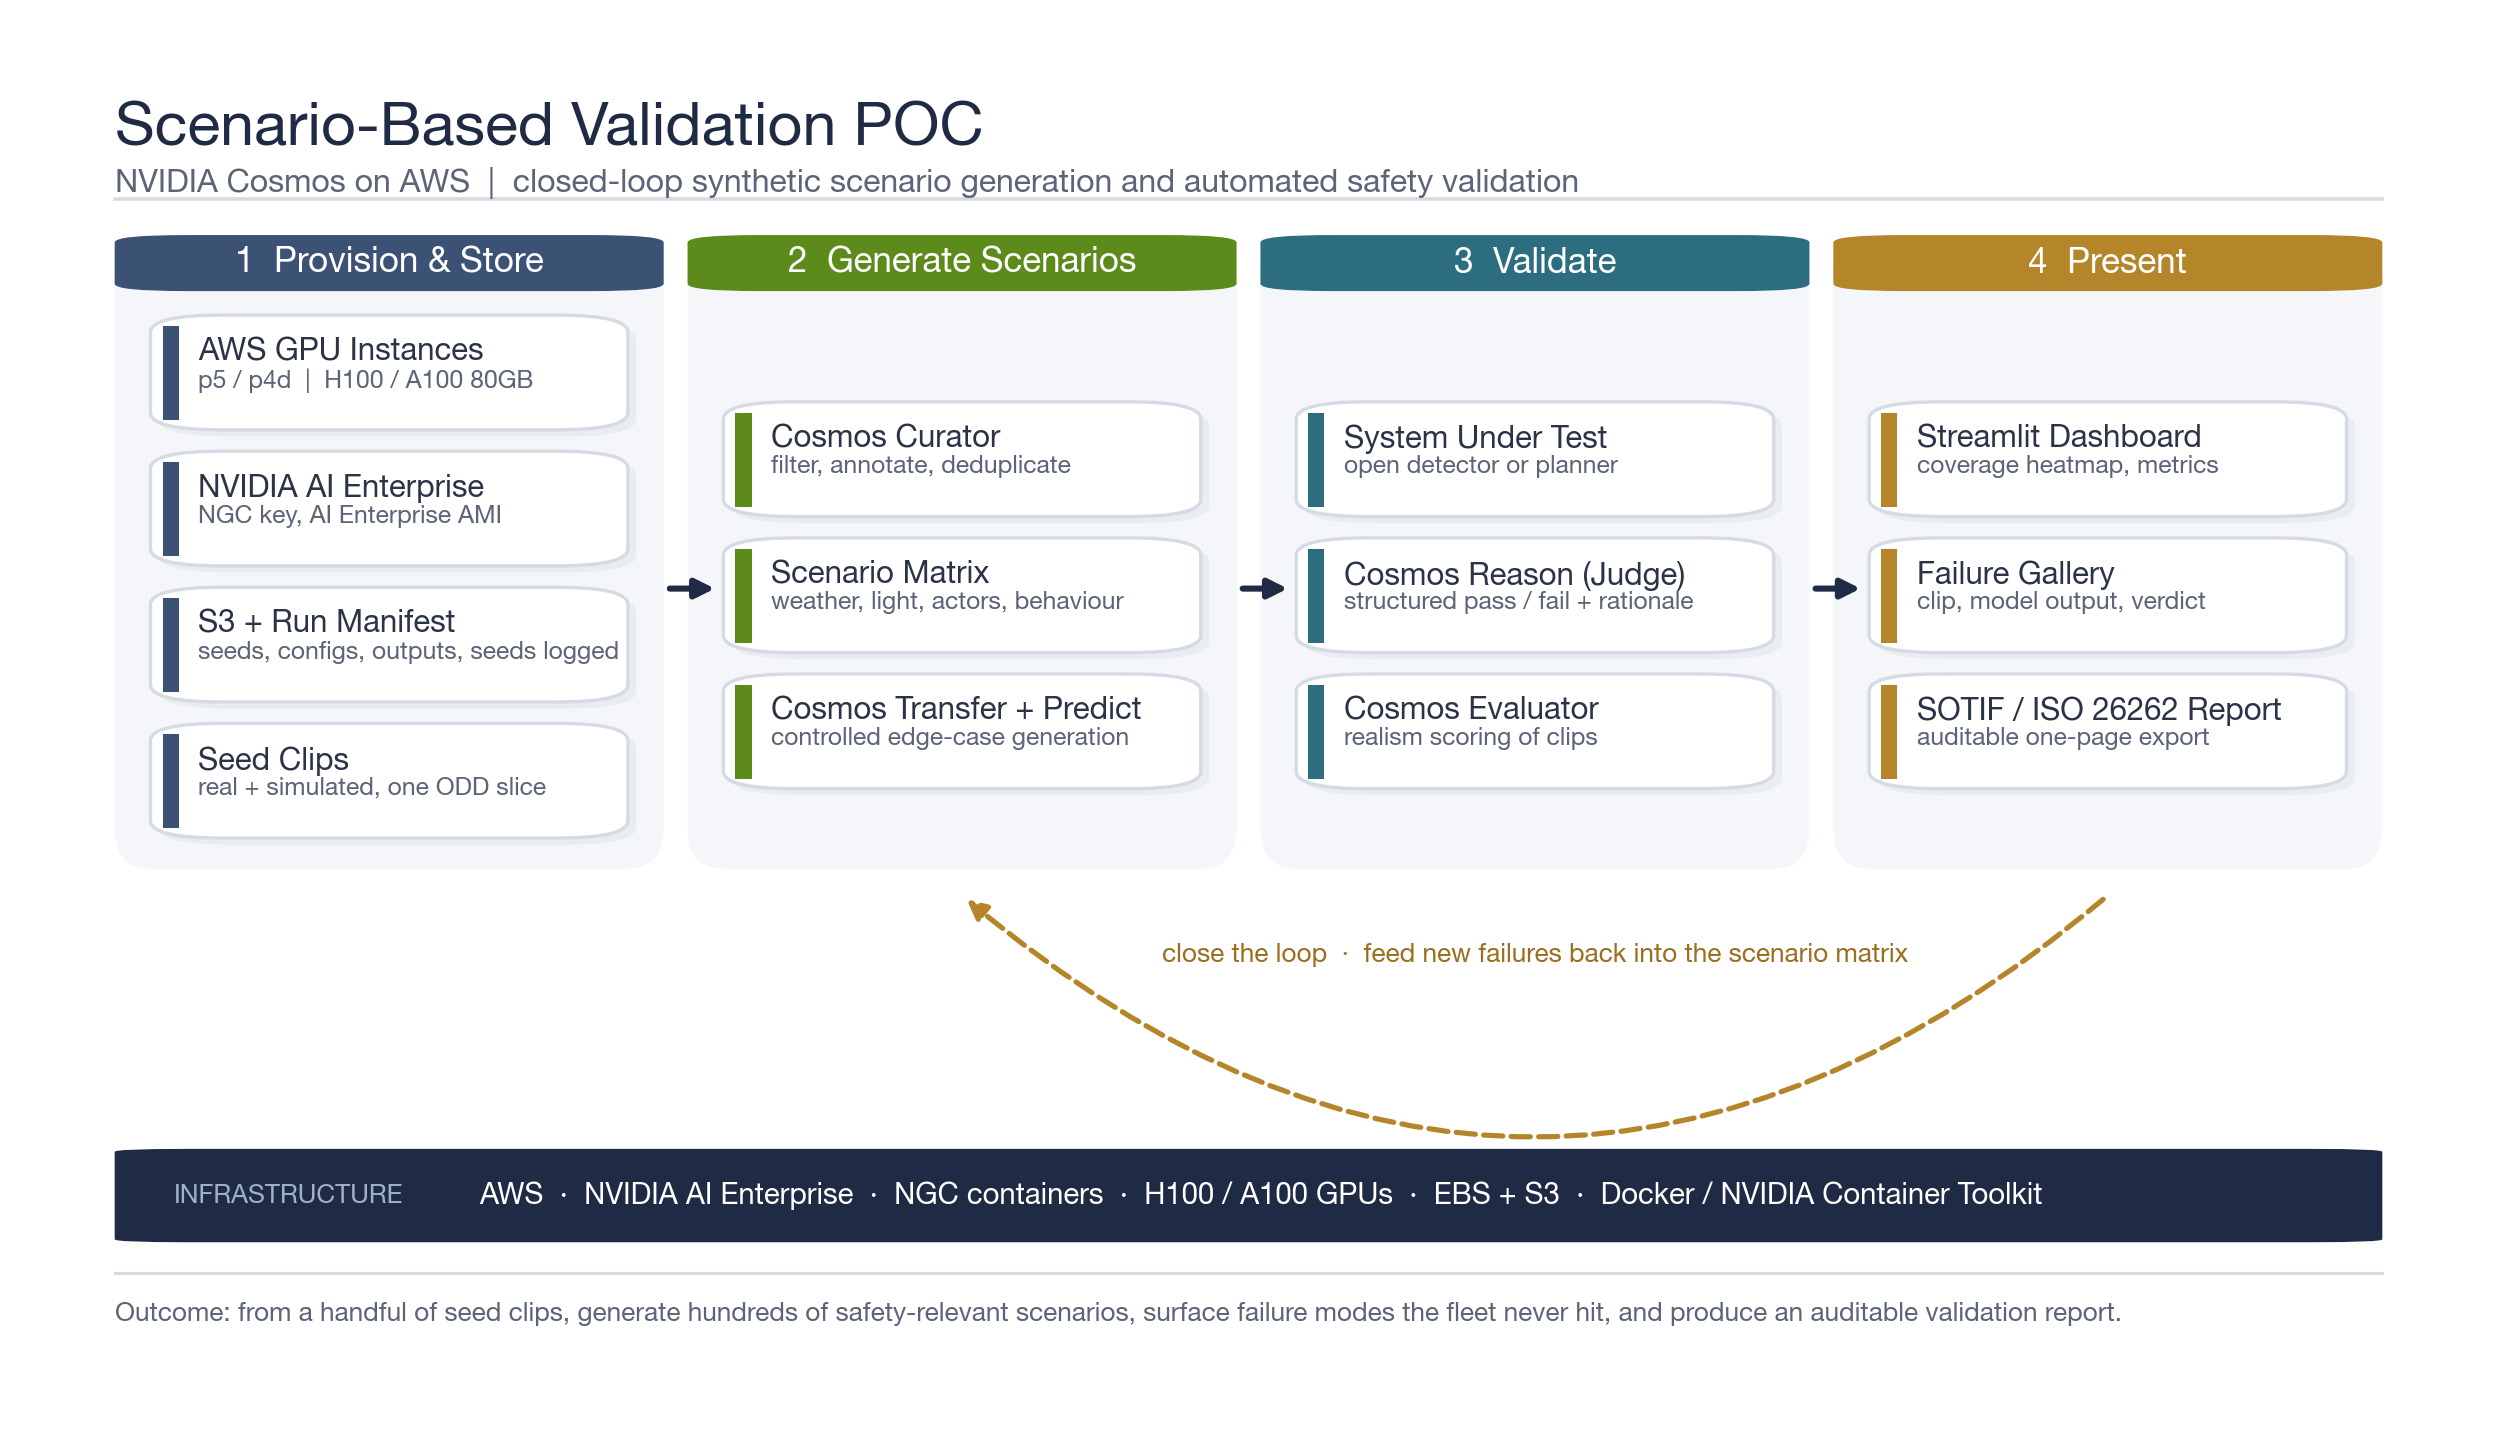 Scenario-Based Validation POC
NVIDIA Cosmos on AWS | closed-loop synthetic scenario generation and automated safety validation
1 Provision & Store
AWS GPU Instances
p5 / p4d | H100 / A100 80GB
NVIDIA AI Enterprise
NGC key, AI Enterprise AMI
S3 + Run Manifest
seeds, configs, outputs, seeds logged
Seed Clips
real + simulated, one ODD slice
2 Generate Scenarios
Cosmos Curator
filter, annotate, deduplicate
Scenario Matrix
weather, light, actors, behaviour
Cosmos Transfer + Predict
controlled edge-case generation
3 Validate
System Under Test
open detector or planner
Cosmos Reason (Judge)
structured pass / fail + rationale
Cosmos Evaluator
realism scoring of clips
4 Present
Streamlit Dashboard
coverage heatmap, metrics
Failure Gallery
clip, model output, verdict
SOTIF / ISO 26262 Report
auditable one-page export
close the loop · feed new failures back into the scenario matrix
INFRASTRUCTURE AWS · NVIDIA AI Enterprise · NGC containers · H100 / A100 GPUs · EBS + S3 · Docker / NVIDIA Container Toolkit
Outcome: from a handful of seed clips, generate hundreds of safety-relevant scenarios, surface failure modes the fleet never hit, and produce an auditable validation report.